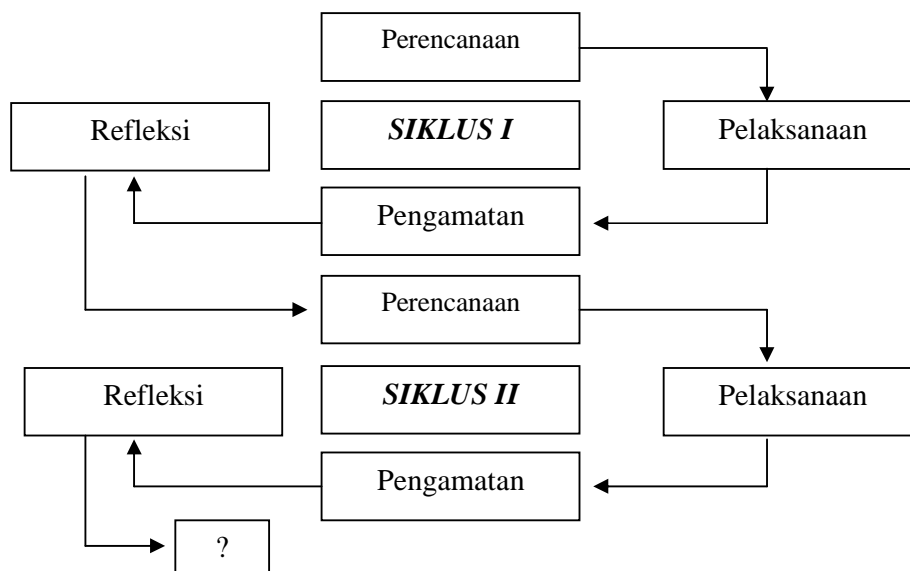 Perencanaan
Refleksi
SIKLUS I
Pelaksanaan
Pengamatan
Perencanaan
Refleksi
SIKLUS II
Pelaksanaan
Pengamatan
?